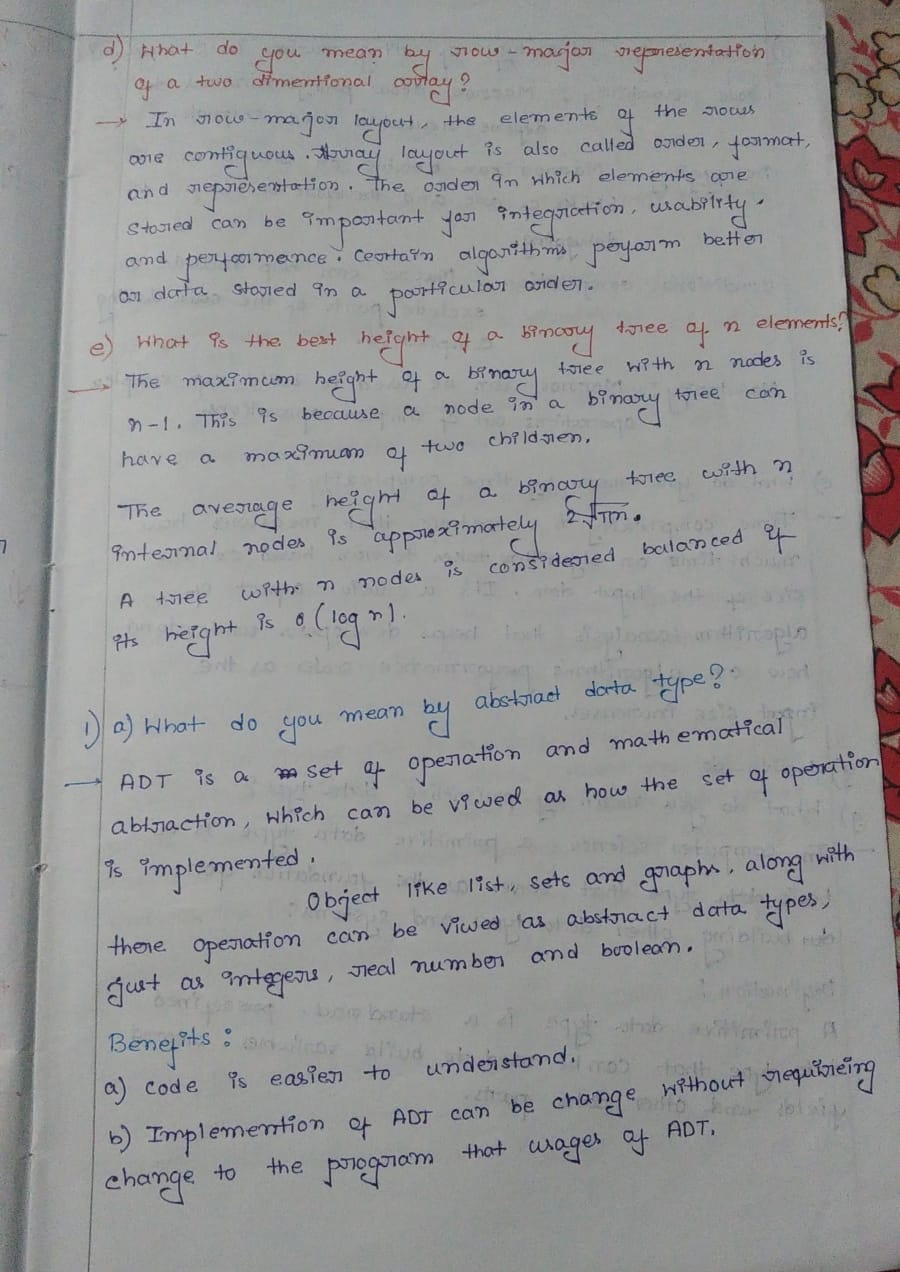 d) What do you mean by row-major representation
of a two dimentional array?
→ In row-major layout, the elements of the rows
are contiguous. Array layout is also called order, format,
and representation. The order in which elements are
stored can be important for integration, usability.
and performance. Certain algorithms perform better
on data stored in a particular order.
e) What is the best height of a binary tree of n elements?
→ The maximum height of a binary tree with n nodes is
n-1. This is because a node in a binary tree can
have a maximum of two children.
The average height of a binary tree with n
internal nodes is approximately 2√πn.
A tree with n nodes is considered balanced if
its height is o(log n).
1) a) What do you mean by abstract data type?
→ ADT is a set of operation and mathematical
abtraction, which can be viwed as how the set of operation
is implemented.
Object like list, sets and graphs, along with
there operation can be viwed as abstract data types,
just as integers, real number and boolean.
Benefits:
a) code is easier to understand.
b) Implemention of ADT can be change without requireing
change to the program that usages of ADT.